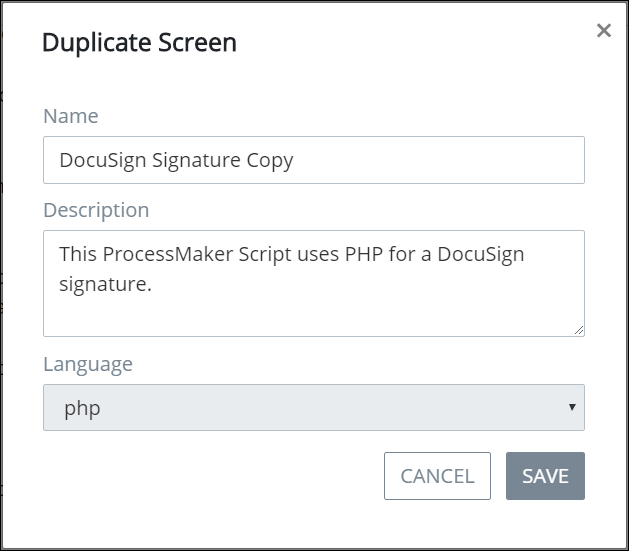 Duplicate Screen
×
Name
DocuSign Signature Copy
Description
This ProcessMaker Script uses PHP for a DocuSign
signature.
Language
php
CANCEL SAVE